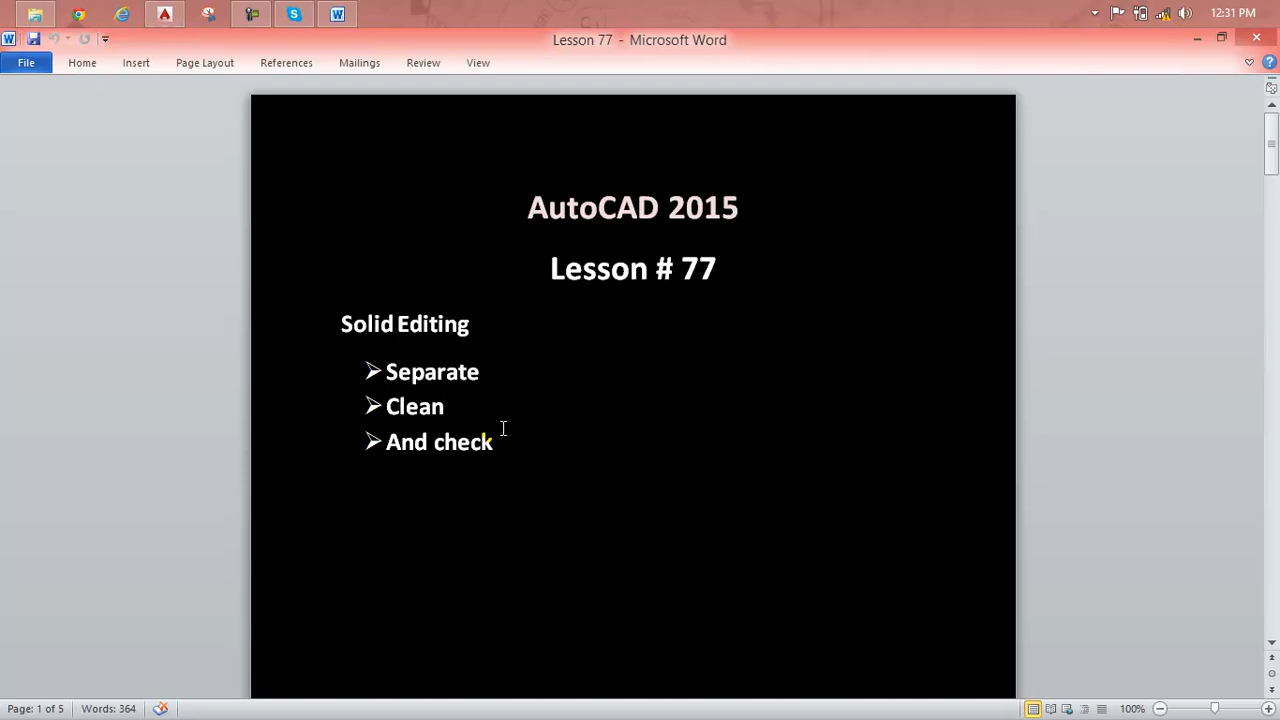 12:31 PM
Lesson 77 - Microsoft Word
File Home Insert Page Layout References Mailings Review View
AutoCAD 2015
Lesson # 77
Solid Editing
➢ Separate
➢ Clean
➢ And check
Page: 1 of 5 Words: 364 100%